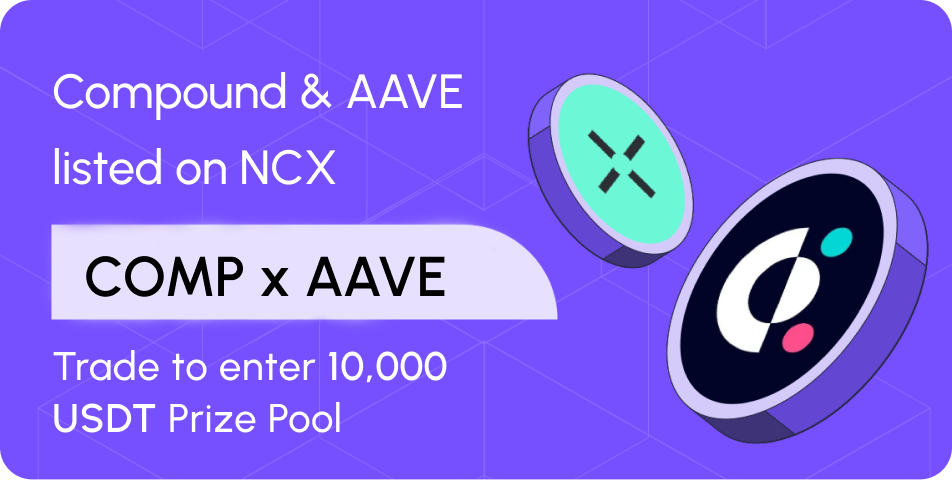 Compound & AAVE
listed on NCX
COMP x AAVE
Trade to enter 10,000
USDT Prize Pool